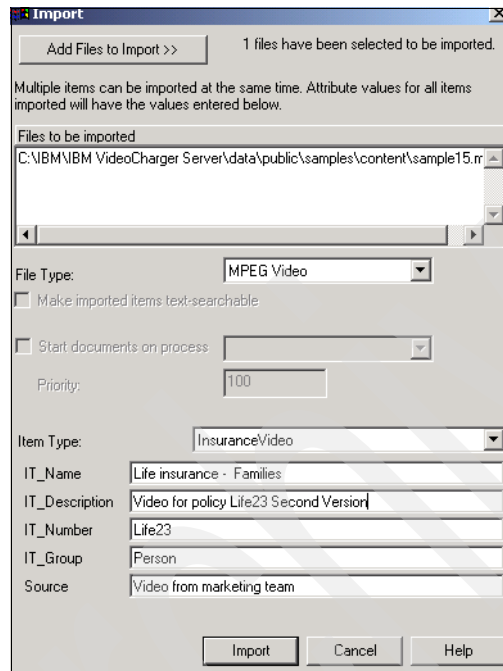 Import
Add Files to Import >>
1 files have been selected to be imported.
Multiple items can be imported at the same time. Attribute values for all items
imported will have the values entered below.
Files to be imported
C:\IBM\IBM VideoCharger Server\data\public\samples\content\sample15.m
File Type: MPEG Video
Make imported items text-searchable
Start documents on process
Priority: 100
Item Type: InsuranceVideo
IT_Name Life insurance - Families
IT_Description Video for policy Life23 Second Version
IT_Number Life23
IT_Group Person
Source Video from marketing team
Import Cancel Help